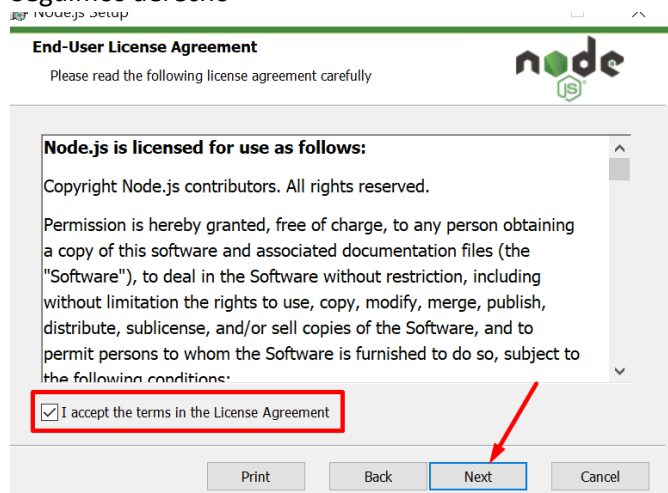 Seguimos derecho
Node.js Setup
End-User License Agreement
Please read the following license agreement carefully
node
JS
Node.js is licensed for use as follows:
Copyright Node.js contributors. All rights reserved.
Permission is hereby granted, free of charge, to any person obtaining
a copy of this software and associated documentation files (the
"Software"), to deal in the Software without restriction, including
without limitation the rights to use, copy, modify, merge, publish,
distribute, sublicense, and/or sell copies of the Software, and to
permit persons to whom the Software is furnished to do so, subject to
the following conditions:
I accept the terms in the License Agreement
Print Back Next Cancel